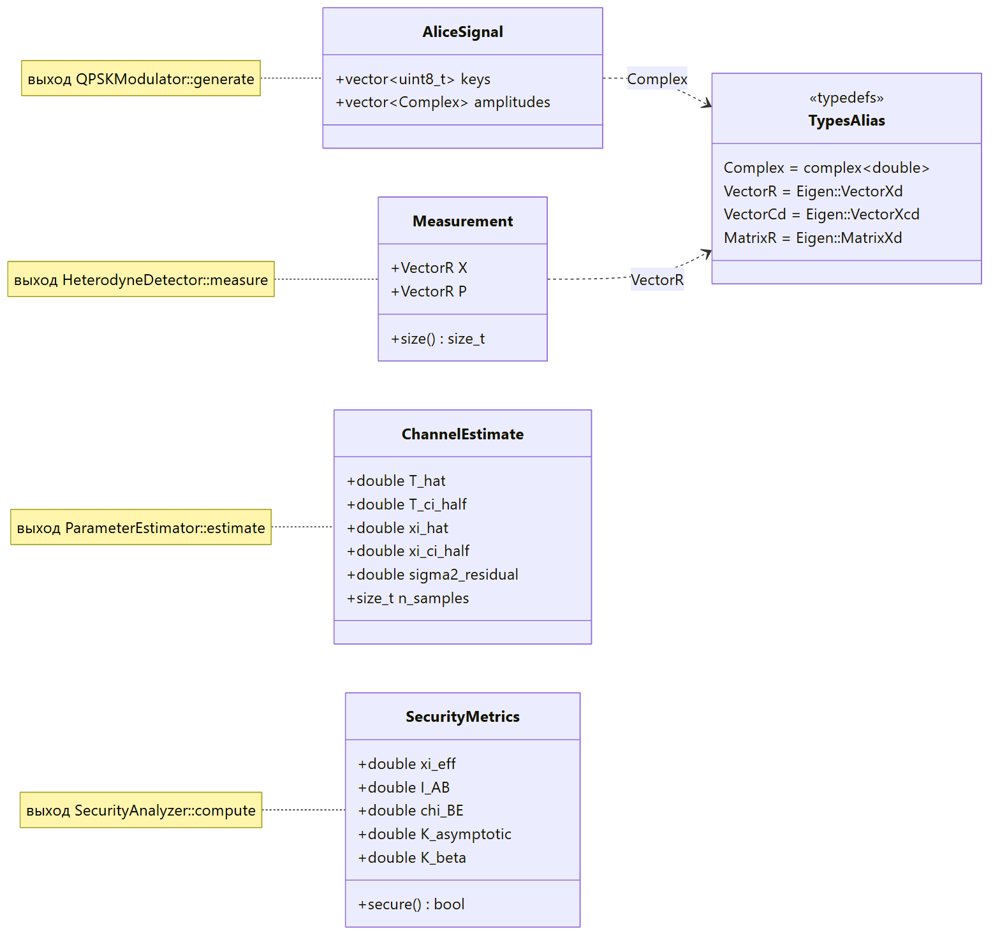 AliceSignal
выход QPSKModulator::generate
+vector<uint8_t> keys
+vector<Complex> amplitudes
Complex
«typedefs»
TypesAlias
Complex = complex<double>
VectorR = Eigen::VectorXd
VectorCd = Eigen::VectorXcd
MatrixR = Eigen::MatrixXd
Measurement
выход HeterodyneDetector::measure
+VectorR X
+VectorR P
+size() : size_t
VectorR
ChannelEstimate
выход ParameterEstimator::estimate
+double T_hat
+double T_ci_half
+double xi_hat
+double xi_ci_half
+double sigma2_residual
+size_t n_samples
SecurityMetrics
выход SecurityAnalyzer::compute
+double xi_eff
+double I_AB
+double chi_BE
+double K_asymptotic
+double K_beta
+secure() : bool